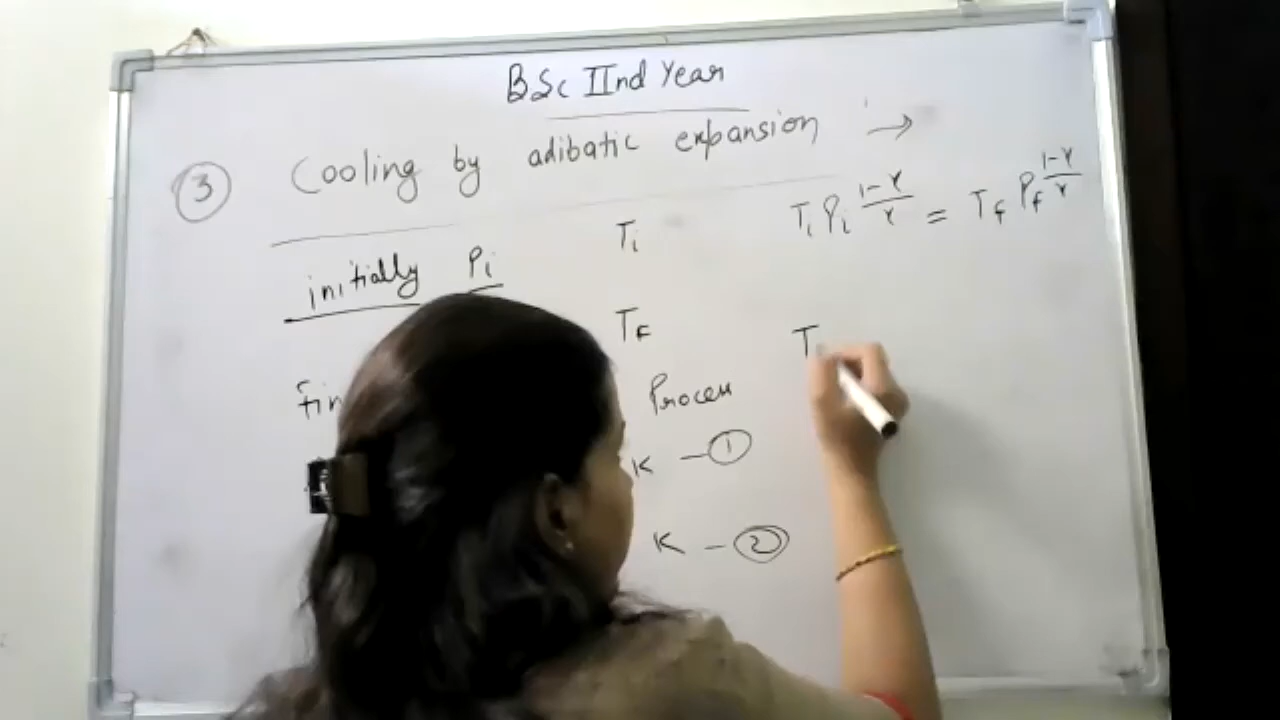 BSc IInd Year
③ Cooling by adibatic expansion →
initially Pi Ti
Ti Pi^(1-γ)/γ = Tf Pf^(1-γ)/γ
Tf
T
Process
K - ①
K - ②